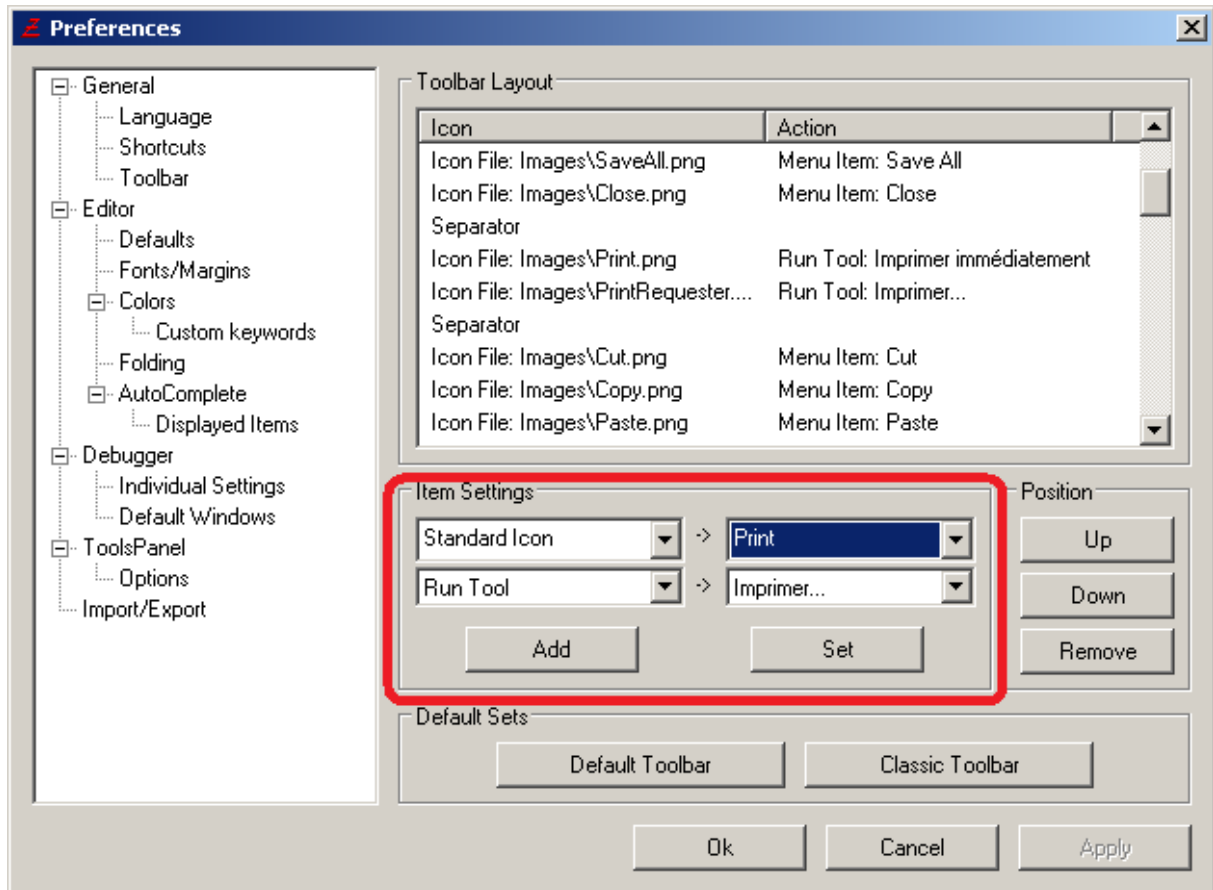 Preferences
General
Language
Shortcuts
Toolbar
Editor
Defaults
Fonts/Margins
Colors
Custom keywords
Folding
AutoComplete
Displayed Items
Debugger
Individual Settings
Default Windows
ToolsPanel
Options
Import/Export
Toolbar Layout
Icon Action
Icon File: Images\SaveAll.png Menu Item: Save All
Icon File: Images\Close.png Menu Item: Close
Separator
Icon File: Images\Print.png Run Tool: Imprimer immédiatement
Icon File: Images\PrintRequester.... Run Tool: Imprimer...
Separator
Icon File: Images\Cut.png Menu Item: Cut
Icon File: Images\Copy.png Menu Item: Copy
Icon File: Images\Paste.png Menu Item: Paste
Item Settings
Standard Icon -> Print
Run Tool -> Imprimer...
Add Set
Position
Up
Down
Remove
Default Sets
Default Toolbar Classic Toolbar
Ok Cancel Apply